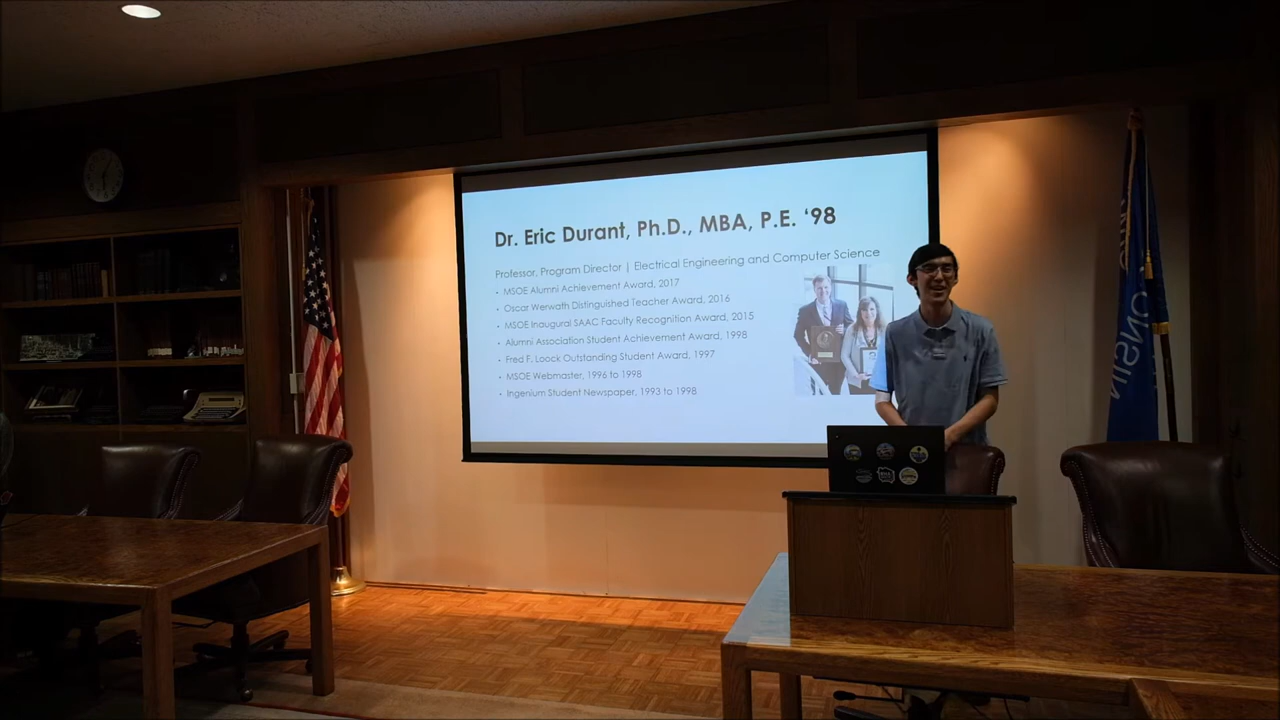 Dr. Eric Durant, Ph.D., MBA, P.E. ‘98
Professor, Program Director | Electrical Engineering and Computer Science
• MSOE Alumni Achievement Award, 2017
• Oscar Werwath Distinguished Teacher Award, 2016
• MSOE Inaugural SAAC Faculty Recognition Award, 2015
• Alumni Association Student Achievement Award, 1998
• Fred F. Loock Outstanding Student Award, 1997
• MSOE Webmaster, 1996 to 1998
• Ingenium Student Newspaper, 1993 to 1998